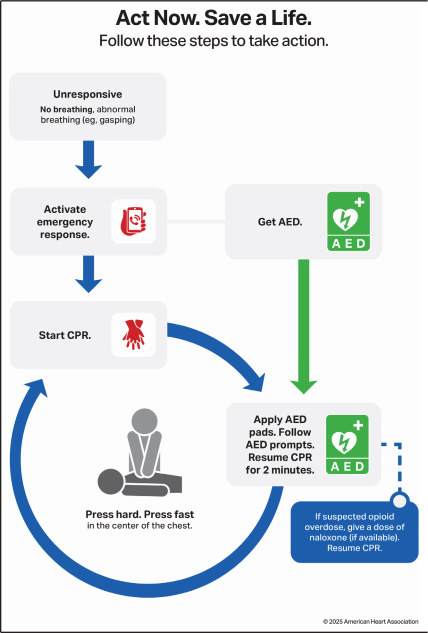 Act Now. Save a Life.
Follow these steps to take action.
Unresponsive
No breathing, abnormal
breathing (eg, gasping)
Activate
emergency
response.
Get AED.
AED
Start CPR.
Apply AED
pads. Follow
AED prompts.
Resume CPR
for 2 minutes.
AED
Press hard. Press fast
in the center of the chest.
If suspected opioid
overdose, give a dose of
naloxone (if available).
Resume CPR.
© 2025 American Heart Association